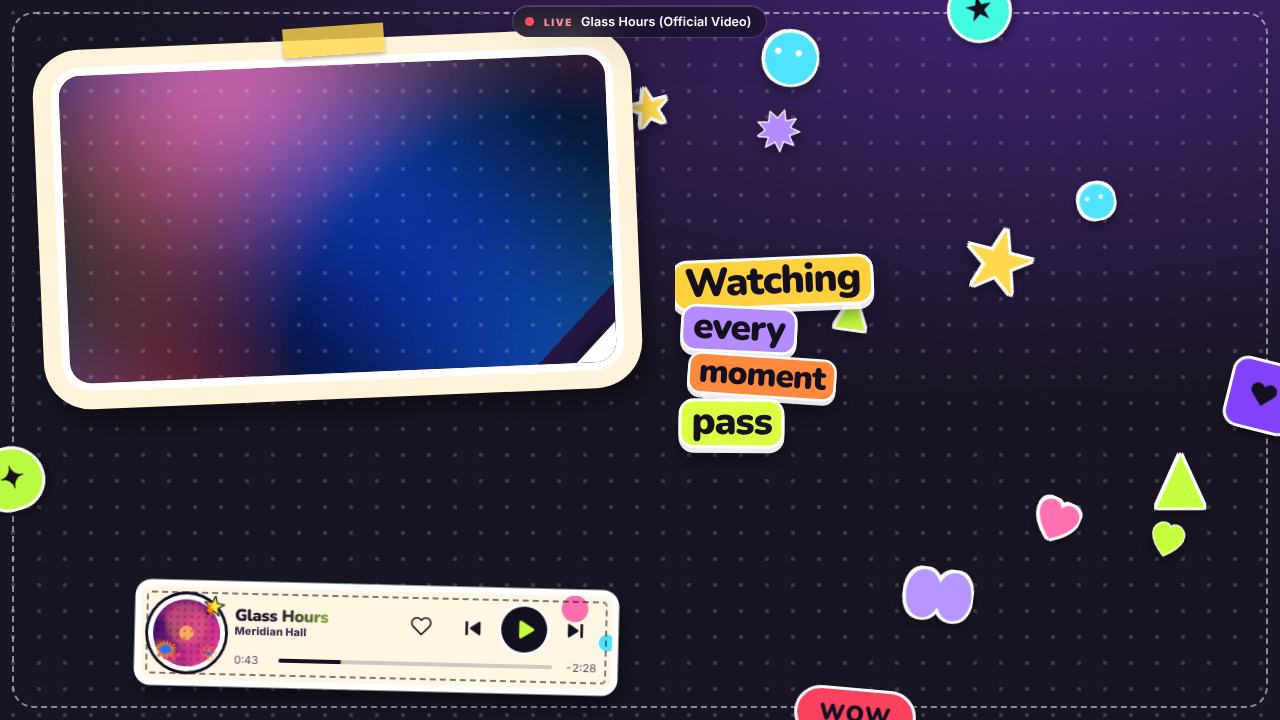 LIVE Glass Hours (Official Video)
Watching
every
moment
pass
Glass Hours
Meridian Hall
0:43
-2:28
WOW